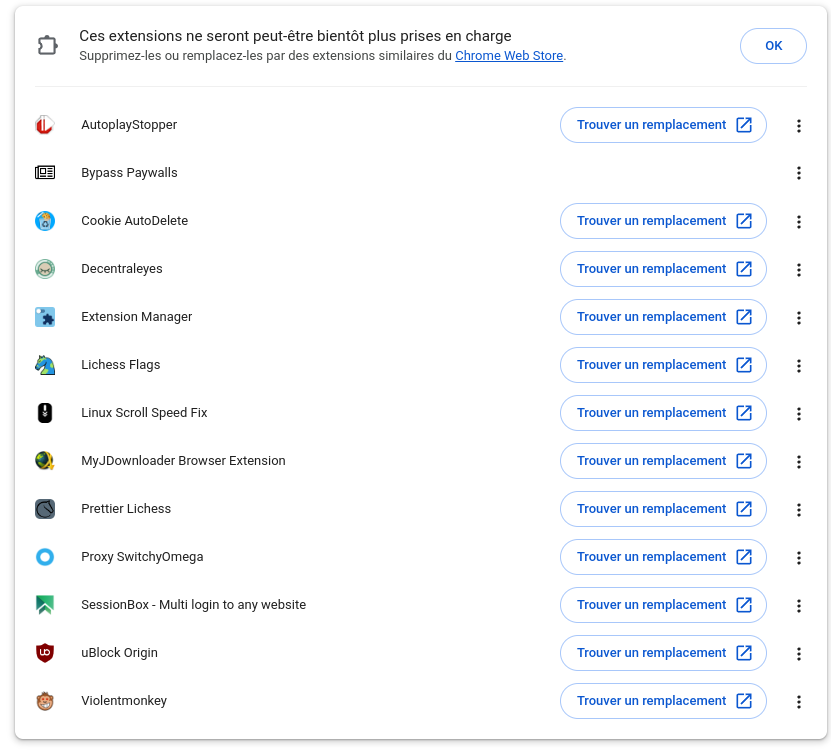 Ces extensions ne seront peut-être bientôt plus prises en charge
Supprimez-les ou remplacez-les par des extensions similaires du Chrome Web Store.
OK
AutoplayStopper
Trouver un remplacement
Bypass Paywalls
Cookie AutoDelete
Trouver un remplacement
Decentraleyes
Trouver un remplacement
Extension Manager
Trouver un remplacement
Lichess Flags
Trouver un remplacement
Linux Scroll Speed Fix
Trouver un remplacement
MyJDownloader Browser Extension
Trouver un remplacement
Prettier Lichess
Trouver un remplacement
Proxy SwitchyOmega
Trouver un remplacement
SessionBox - Multi login to any website
Trouver un remplacement
uBlock Origin
Trouver un remplacement
Violentmonkey
Trouver un remplacement